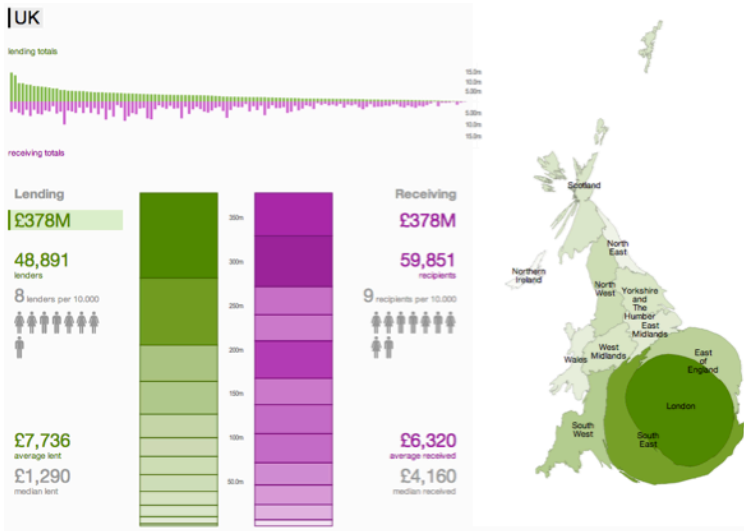 UK
lending totals
15.0m
10.0m
5.00m
5.00m
10.0m
15.0m
receiving totals
Lending
£378M
48,891
lenders
8 lenders per 10.000
£7,736
average lent
£1,290
median lent
350m
300m
250m
200m
150m
100m
50.0m
Receiving
£378M
59,851
recipients
9 recipients per 10.000
£6,320
average received
£4,160
median received
Scotland
North
East
Northern
Ireland
North
West
Yorkshire
and
The
Humber
East
Midlands
West
Midlands
Wales
East
of
England
London
South
West
South
East